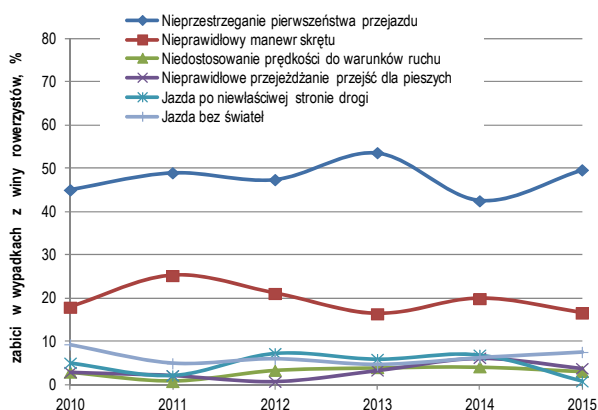 Nieprzestrzeganie pierwszeństwa przejazdu
Nieprawidłowy manewr skrętu
Niedostosowanie prędkości do warunków ruchu
Nieprawidłowe przejeżdżanie przejść dla pieszych
Jazda po niewłaściwej stronie drogi
Jazda bez świateł
zabici w wypadkach z winy rowerzystów, %
80
70
60
50
40
30
20
10
0
2010 2011 2012 2013 2014 2015